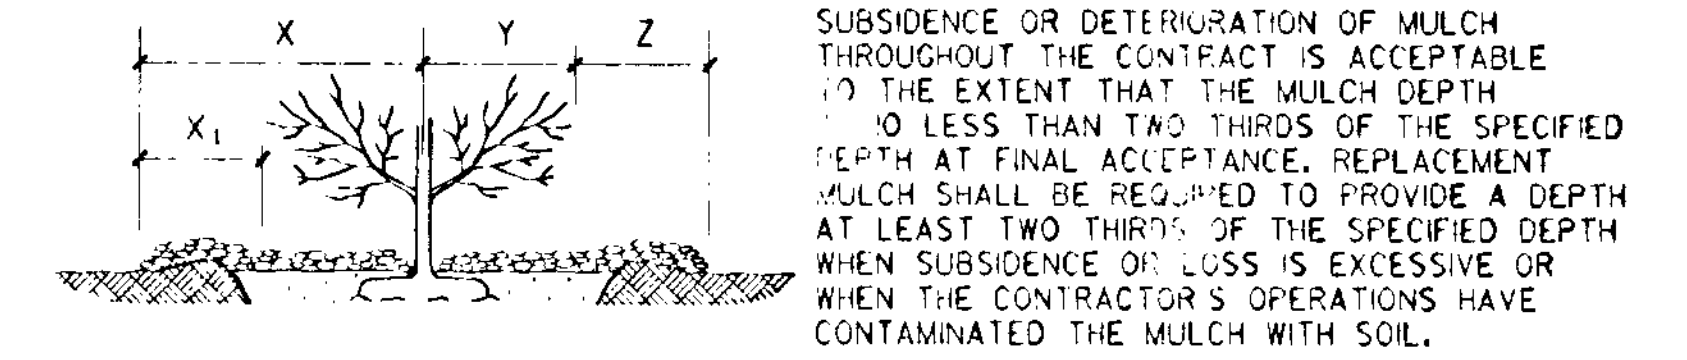 X Y Z
X1
SUBSIDENCE OR DETERIORATION OF MULCH
THROUGHOUT THE CONTRACT IS ACCEPTABLE
TO THE EXTENT THAT THE MULCH DEPTH
NO LESS THAN TWO THIRDS OF THE SPECIFIED
DEPTH AT FINAL ACCEPTANCE. REPLACEMENT
MULCH SHALL BE REQUIRED TO PROVIDE A DEPTH
AT LEAST TWO THIRDS OF THE SPECIFIED DEPTH
WHEN SUBSIDENCE OR LOSS IS EXCESSIVE OR
WHEN THE CONTRACTOR S OPERATIONS HAVE
CONTAMINATED THE MULCH WITH SOIL.